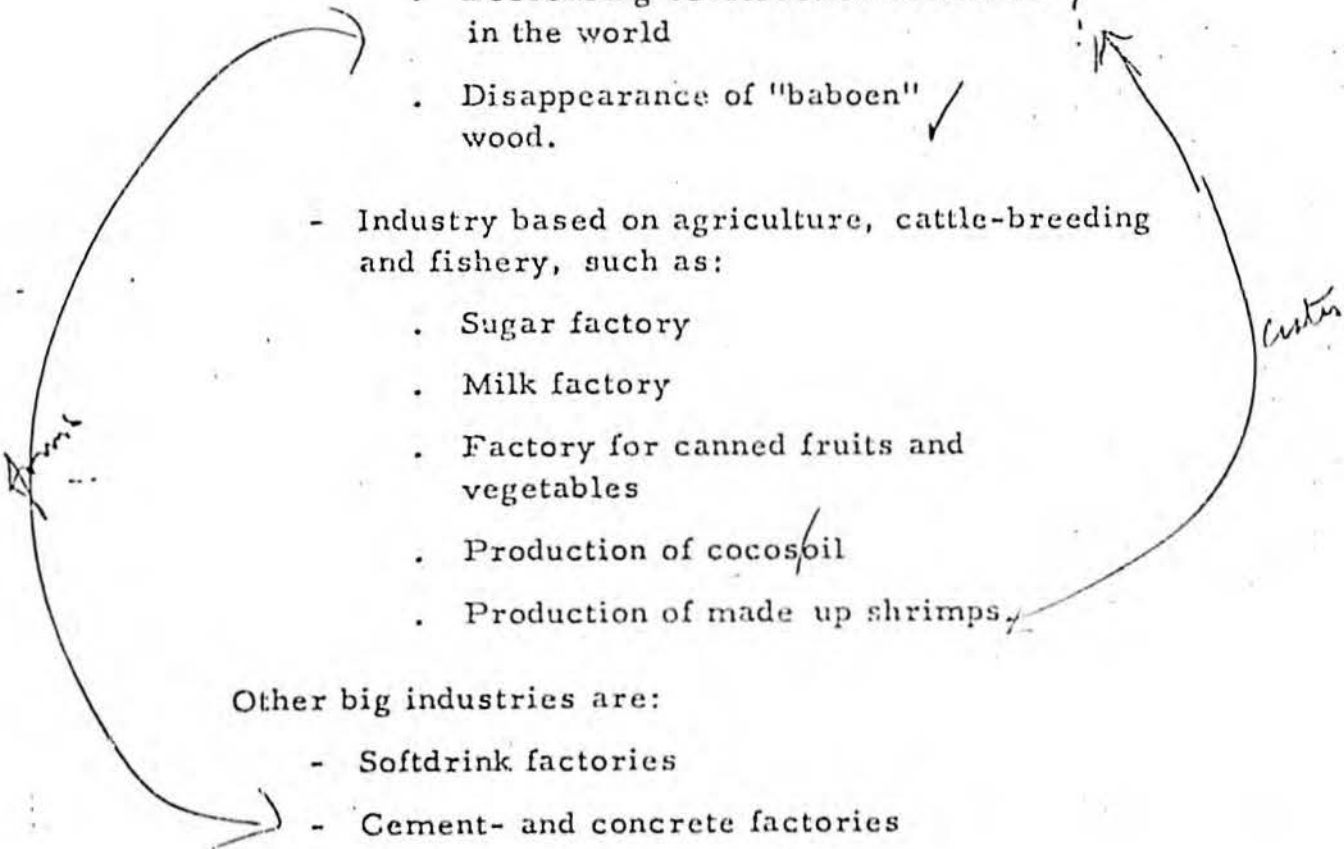 in the world
. Disappearance of "baboen"
wood.
- Industry based on agriculture, cattle-breeding
and fishery, such as:
. Sugar factory
. Milk factory
. Factory for canned fruits and
vegetables
. Production of cocos/oil
. Production of made up shrimps.
Other big industries are:
- Softdrink factories
- Cement- and concrete factories